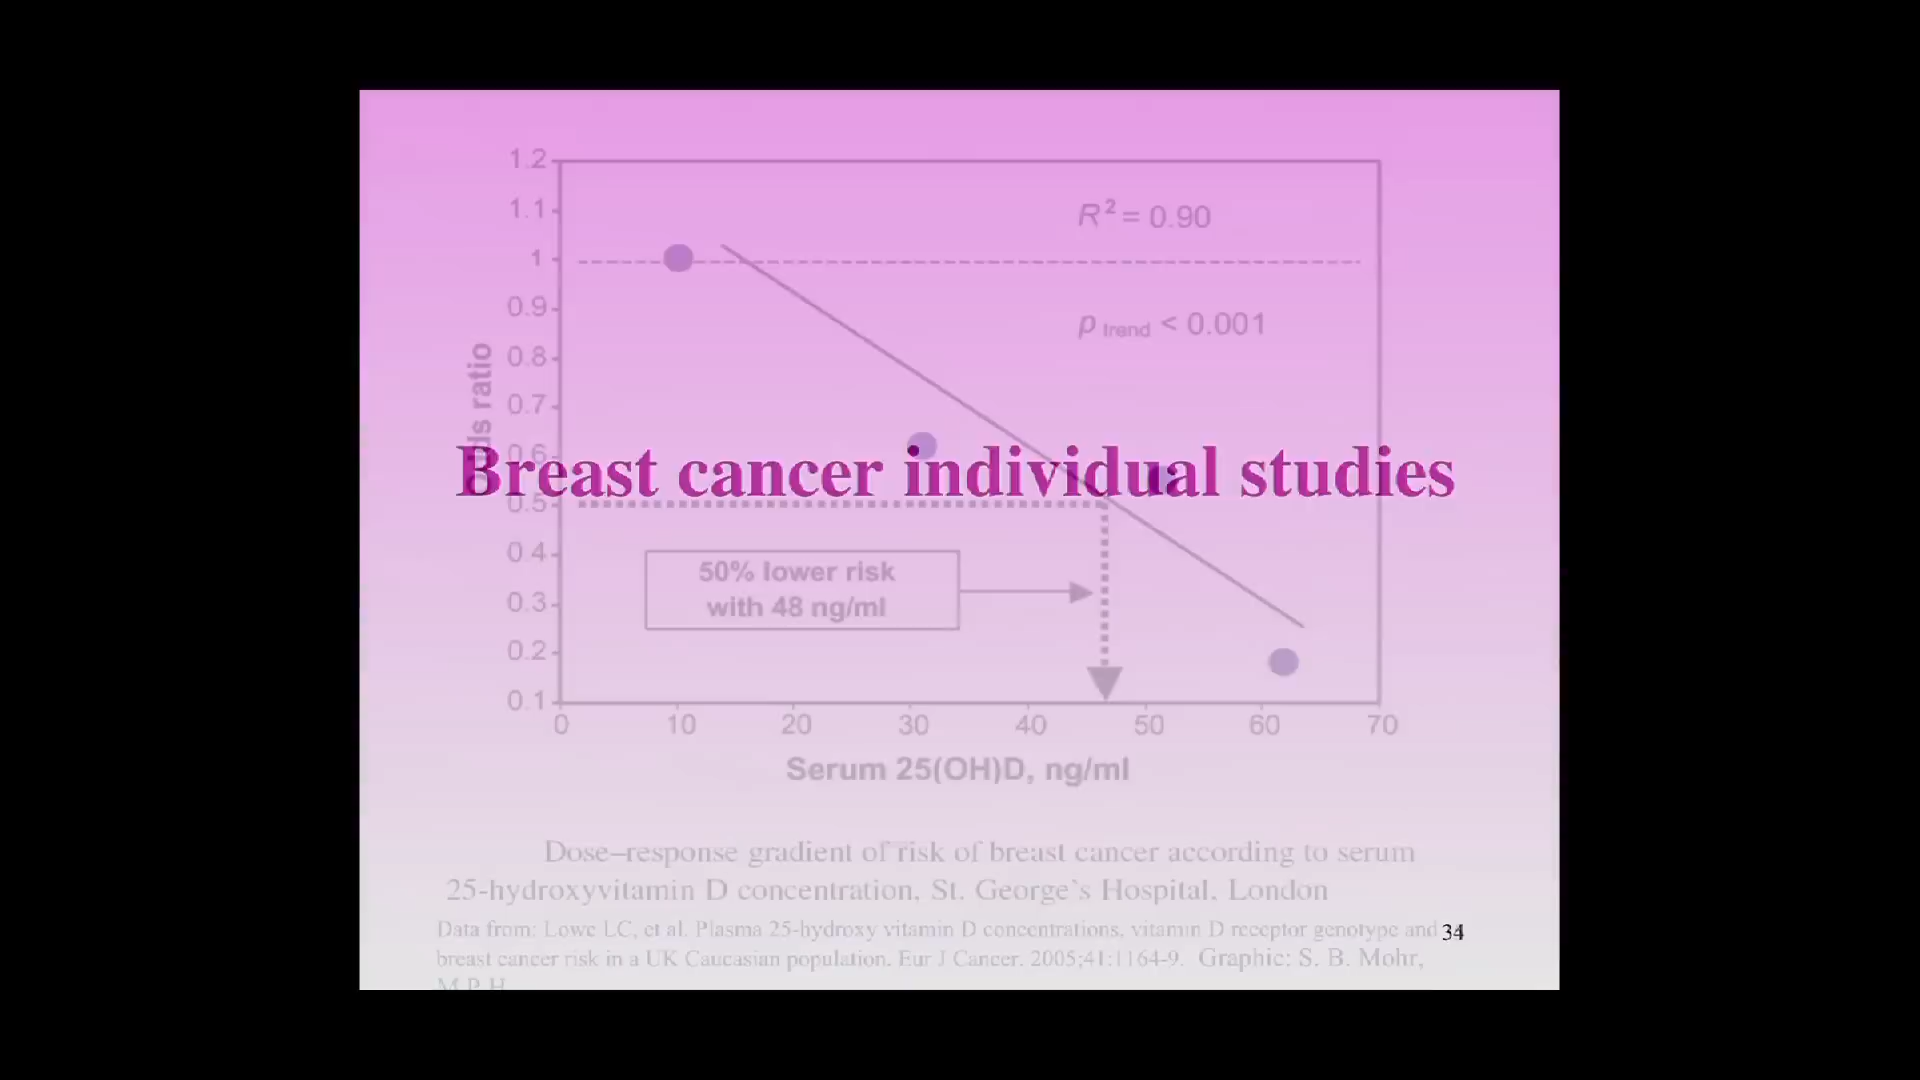 1.2
1.1
R² = 0.90
1
0.9
p trend < 0.001
0.8
0.7
0.6
Odds ratio
Breast cancer individual studies
0.5
0.4
50% lower risk
with 48 ng/ml
0.3
0.2
0.1
0 10 20 30 40 50 60 70
Serum 25(OH)D, ng/ml
Dose–response gradient of risk of breast cancer according to serum
25-hydroxyvitamin D concentration, St. George's Hospital, London
Data from: Lowe LC, et al. Plasma 25-hydroxy vitamin D concentrations, vitamin D receptor genotype and 34
breast cancer risk in a UK Caucasian population. Eur J Cancer. 2005;41:1164-9. Graphic: S. B. Mohr,
M.P.H.